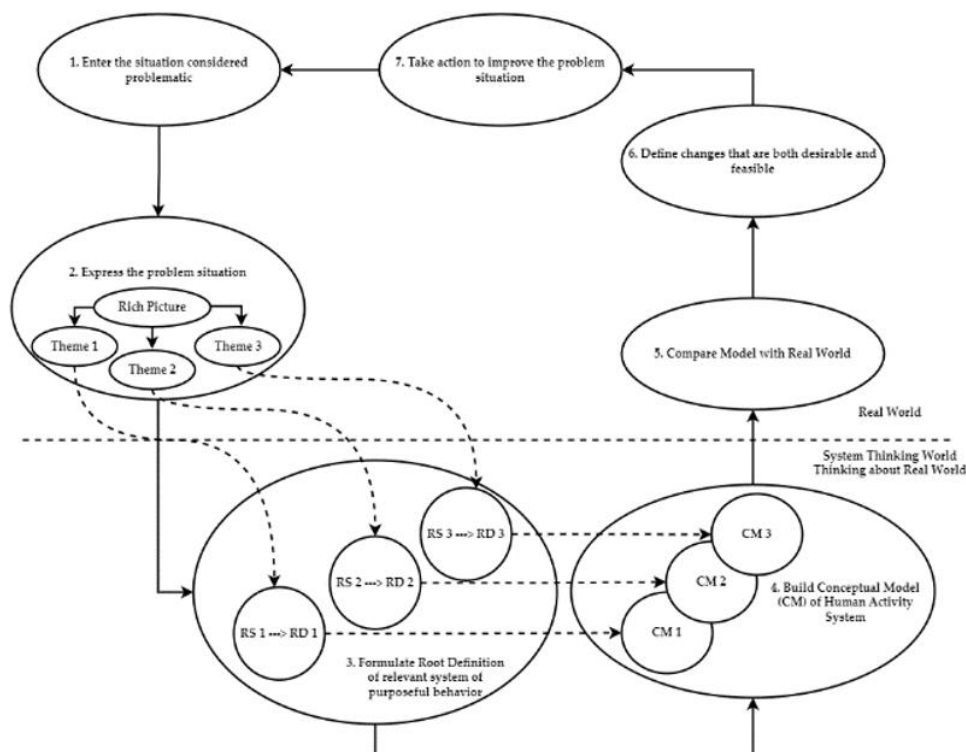 1. Enter the situation considered
problematic
7. Take action to improve the problem
situation
6. Define changes that are both desirable and
feasible
2. Express the problem situation
Rich Picture
Theme 1
Theme 2
Theme 3
5. Compare Model with Real World
Real World
System Thinking World
Thinking about Real World
RS 3 ---> RD 3
RS 2 ---> RD 2
RS 1 ---> RD 1
3. Formulate Root Definition
of relevant system of
purposeful behavior
CM 3
CM 2
CM 1
4. Build Conceptual Model
(CM) of Human Activity
System